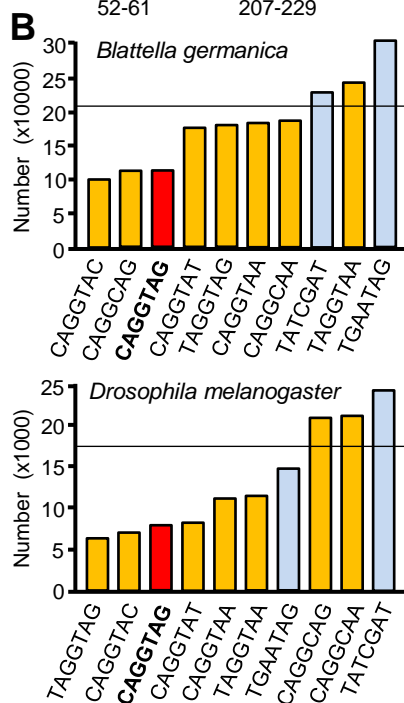 52-61 207-229
B
Blattella germanica
Number (x10000)
30
25
20
15
10
5
0
CAGGTAC
CAGGCAG
CAGGTAG
CAGGTAT
TAGGTAG
CAGGTAA
CAGGCAA
TATCGAT
TAGGTAA
TGAATAG
Drosophila melanogaster
Number (x1000)
25
20
15
10
5
0
TAGGTAG
CAGGTAC
CAGGTAG
CAGGTAT
CAGGTAA
TAGGTAA
TGAATAG
CAGGCAG
CAGGCAA
TATCGAT